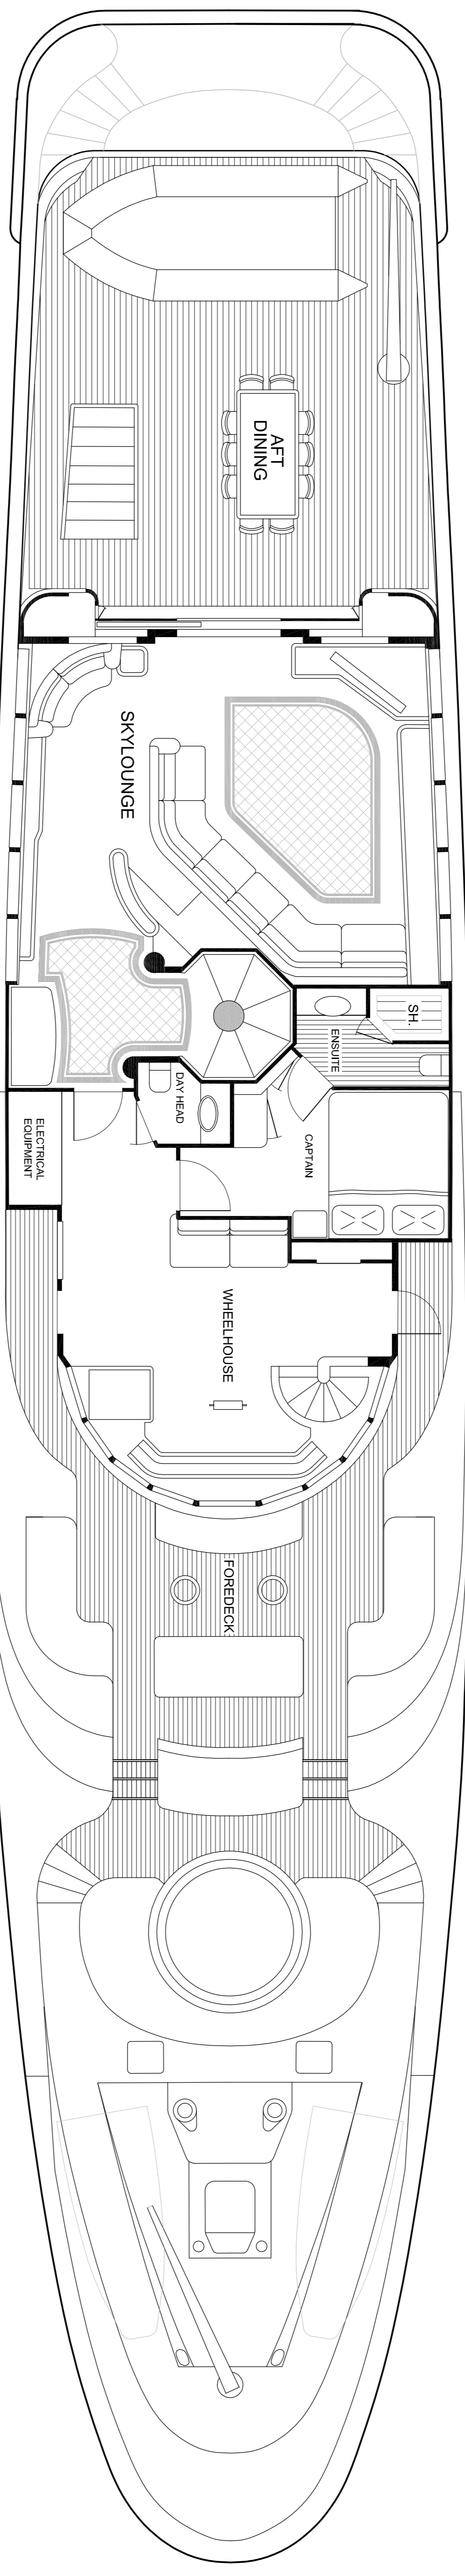 AFT
DINING
SKYLOUNGE
SH.
ENSUITE
DAY HEAD
CAPTAIN
ELECTRICAL
EQUIPMENT
WHEELHOUSE
FOREDECK